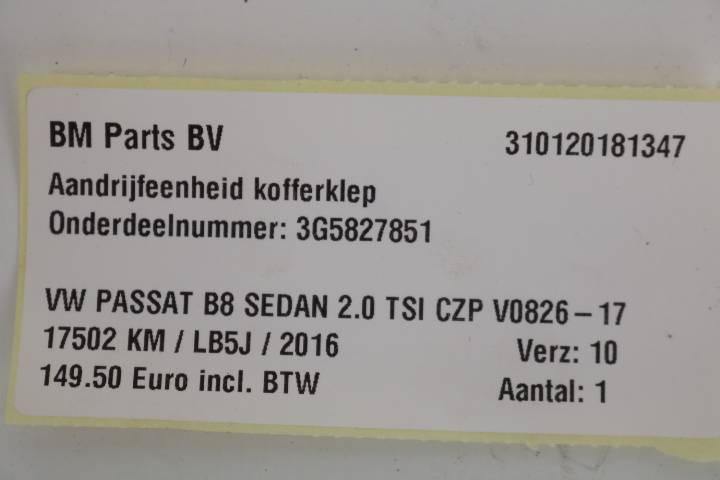 BM Parts BV 310120181347
Aandrijfeenheid kofferklep
Onderdeelnummer: 3G5827851
VW PASSAT B8 SEDAN 2.0 TSI CZP V0826-17
17502 KM / LB5J / 2016 Verz: 10
149.50 Euro incl. BTW Aantal: 1